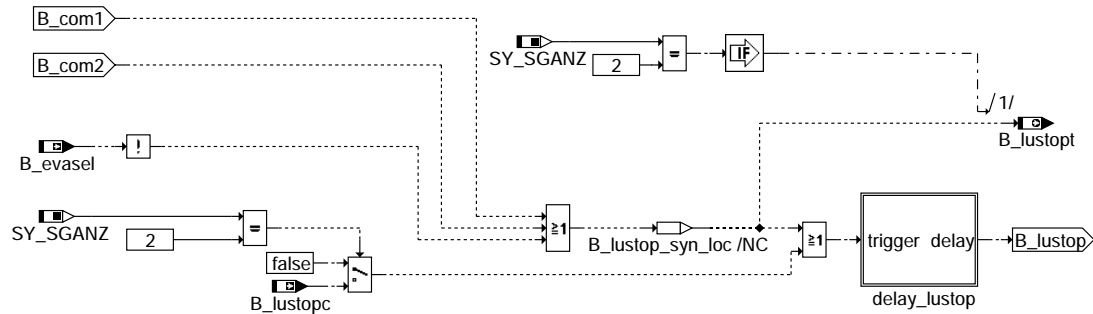 B_com1
B_com2
SY_SGANZ
2
=
IF
/1/
B_lustopt
B_evasel
!
SY_SGANZ
2
=
false
B_lustopc
≧1
B_lustop_syn_loc /NC
≧1
trigger delay
delay_lustop
B_lustop